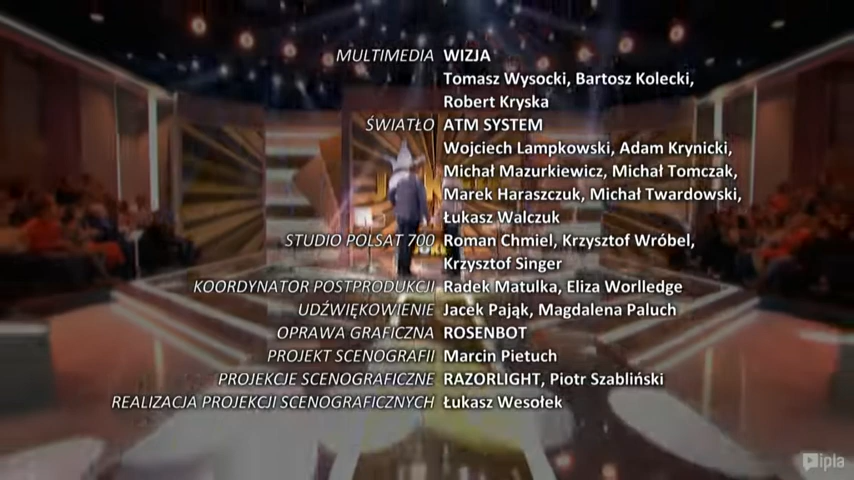 MULTIMEDIA WIZJA
Tomasz Wysocki, Bartosz Kolecki,
Robert Kryska
ŚWIATŁO ATM SYSTEM
Wojciech Lampkowski, Adam Krynicki,
Michał Mazurkiewicz, Michał Tomczak,
Marek Haraszczuk, Michał Twardowski,
Łukasz Walczuk
STUDIO POLSAT 700 Roman Chmiel, Krzysztof Wróbel,
Krzysztof Singer
KOORDYNATOR POSTPRODUKCJI Radek Matulka, Eliza Worlledge
UDŹWIĘKOWIENIE Jacek Pająk, Magdalena Paluch
OPRAWA GRAFICZNA ROSENBOT
PROJEKT SCENOGRAFII Marcin Pietuch
PROJEKCJE SCENOGRAFICZNE RAZORLIGHT, Piotr Szabliński
REALIZACJA PROJEKCJI SCENOGRAFICZNYCH Łukasz Wesołek
ipla